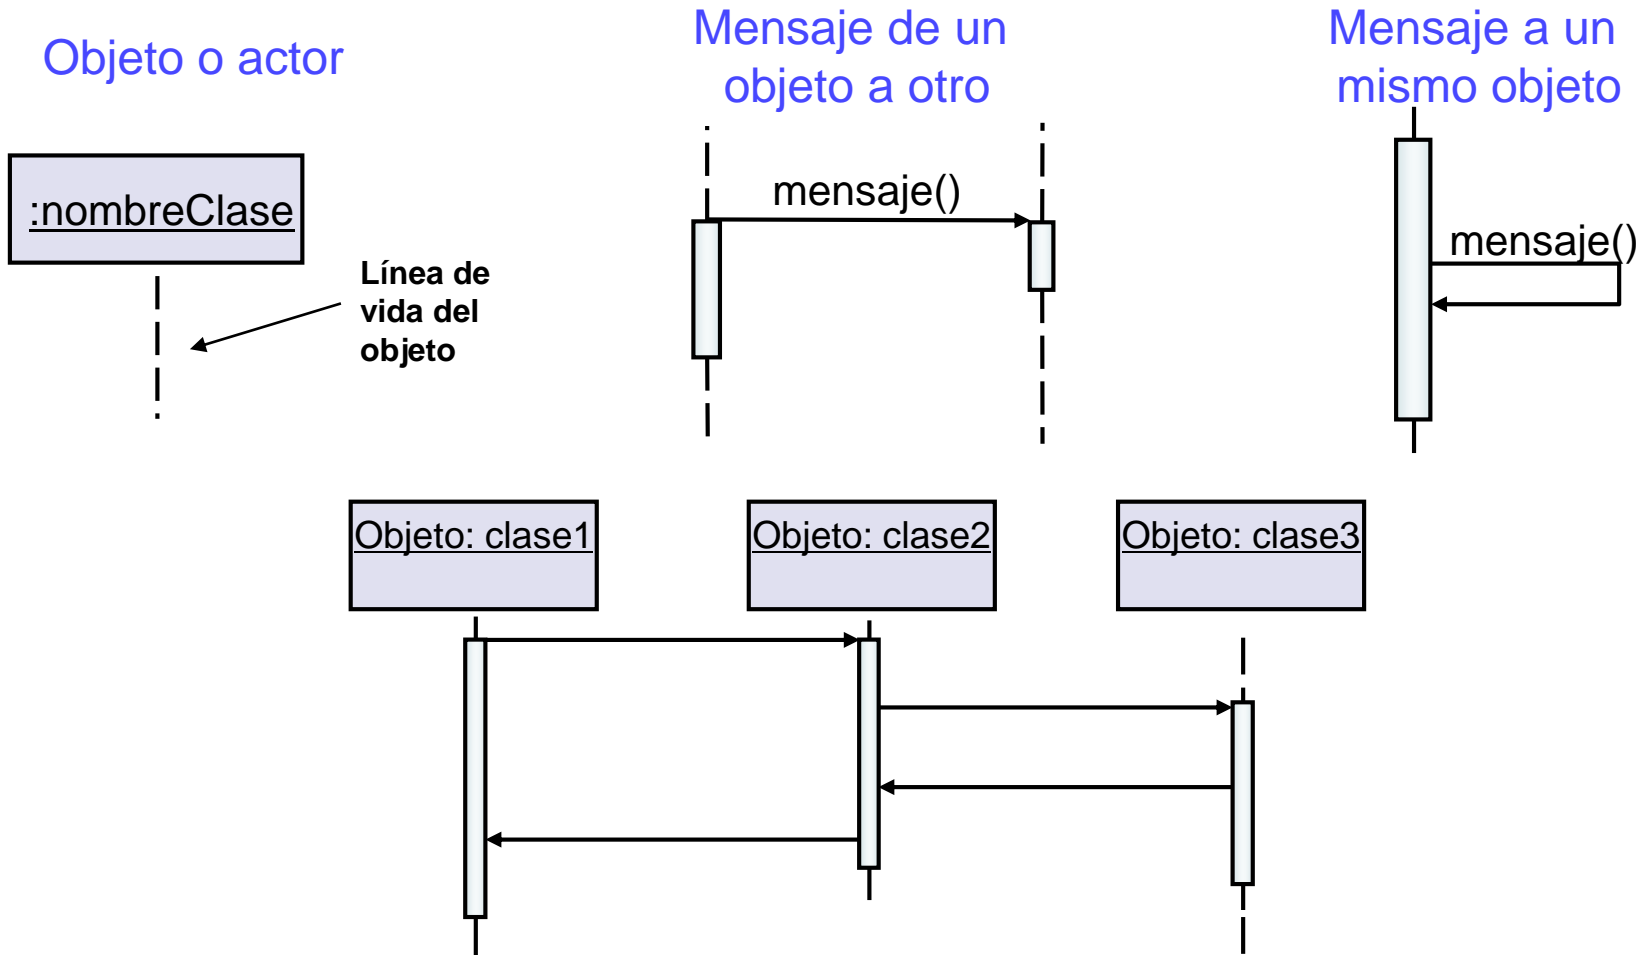 Objeto o actor
Mensaje de un
objeto a otro
Mensaje a un
mismo objeto
:nombreClase
Línea de
vida del
objeto
mensaje()
mensaje()
Objeto: clase1
Objeto: clase2
Objeto: clase3